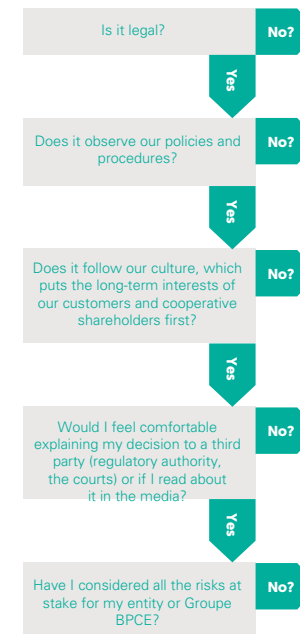 Is it legal?
No?
Yes
Does it observe our policies and
procedures?
No?
Yes
Does it follow our culture, which
puts the long-term interests of
our customers and cooperative
shareholders first?
No?
Yes
Would I feel comfortable
explaining my decision to a third
party (regulatory authority,
the courts) or if I read about
it in the media?
No?
Yes
Have I considered all the risks at
stake for my entity or Groupe
BPCE?
No?